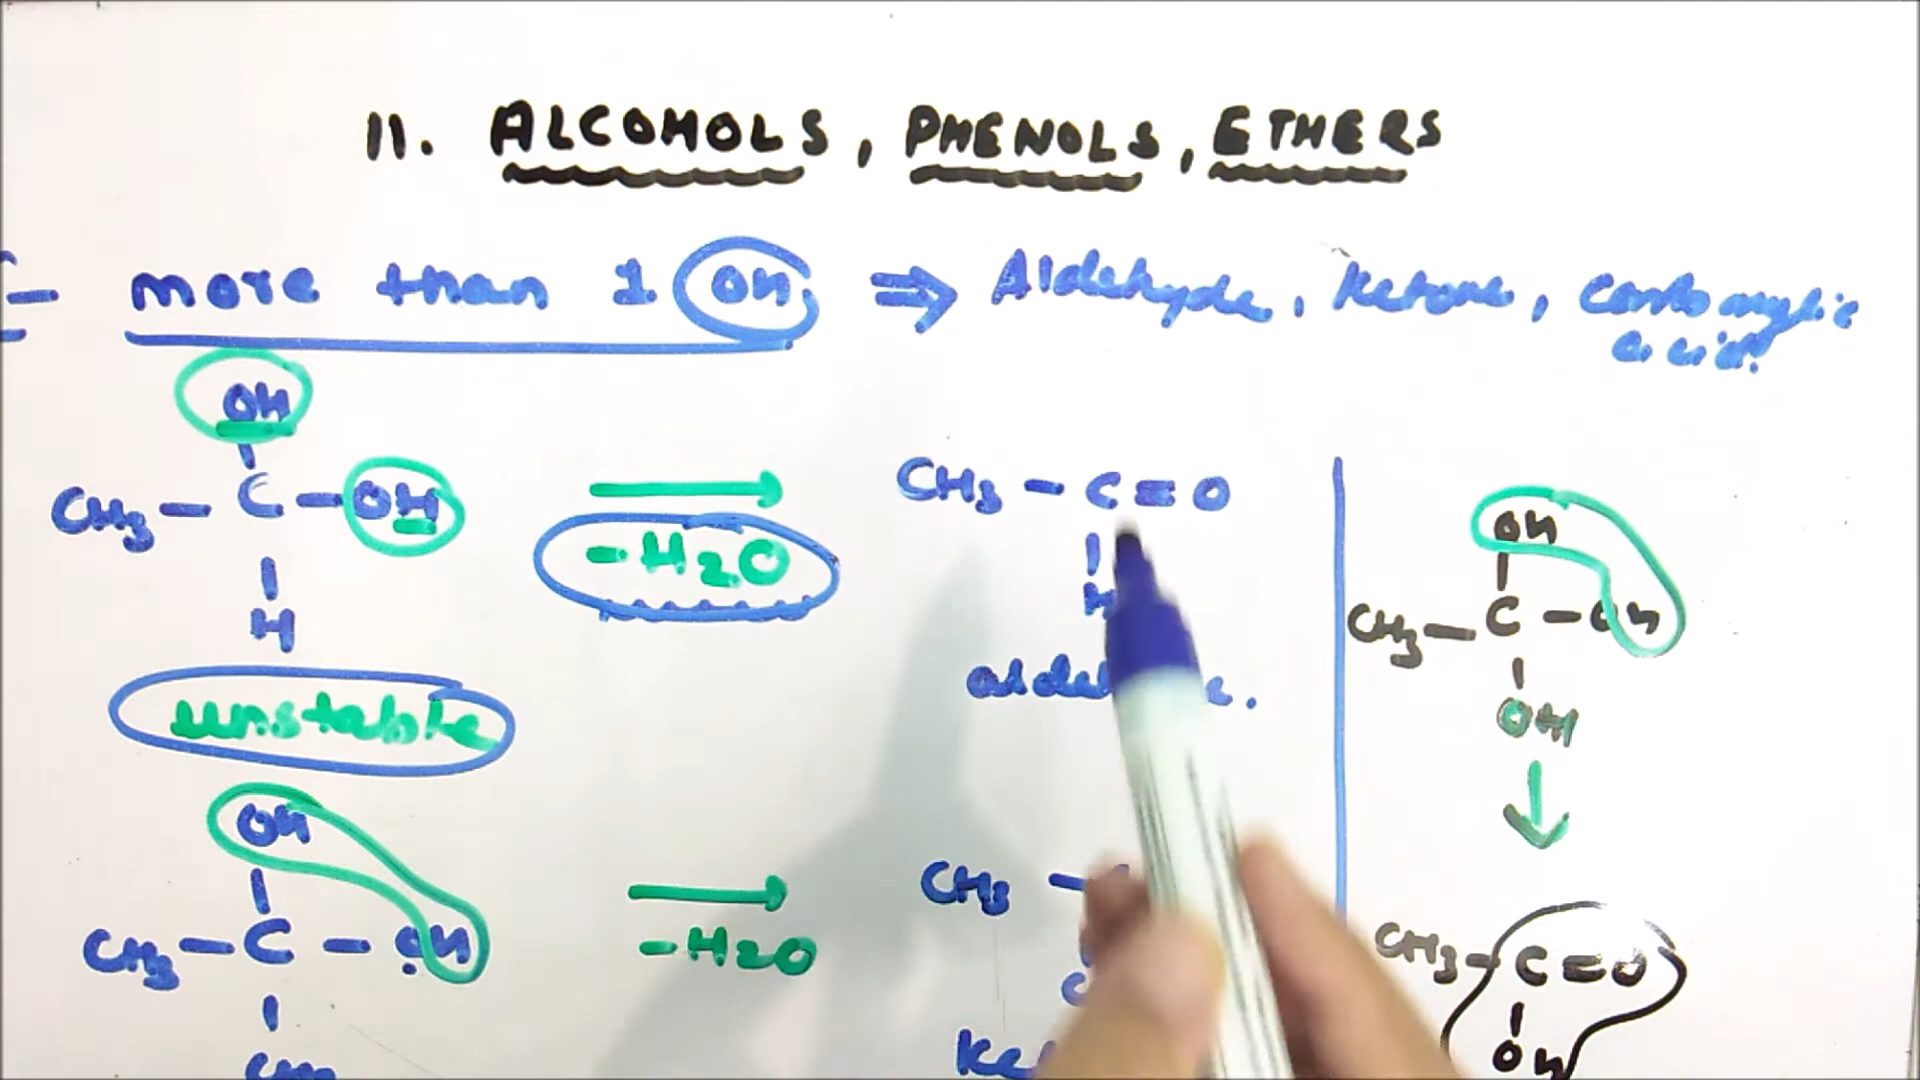 11. ALCOHOLS, PHENOLS, ETHERS
more than 1 OH ⇒ Aldehyde, Ketone, Carboxylic
acid.
OH
CH3 - C - OH
H
→
-H2O
CH3 - C = O
H
OH
CH3 - C - OH
OH
unstable
OH
CH3 - C - OH
→
-H2O
CH3 -
CH3 - C = O
OH